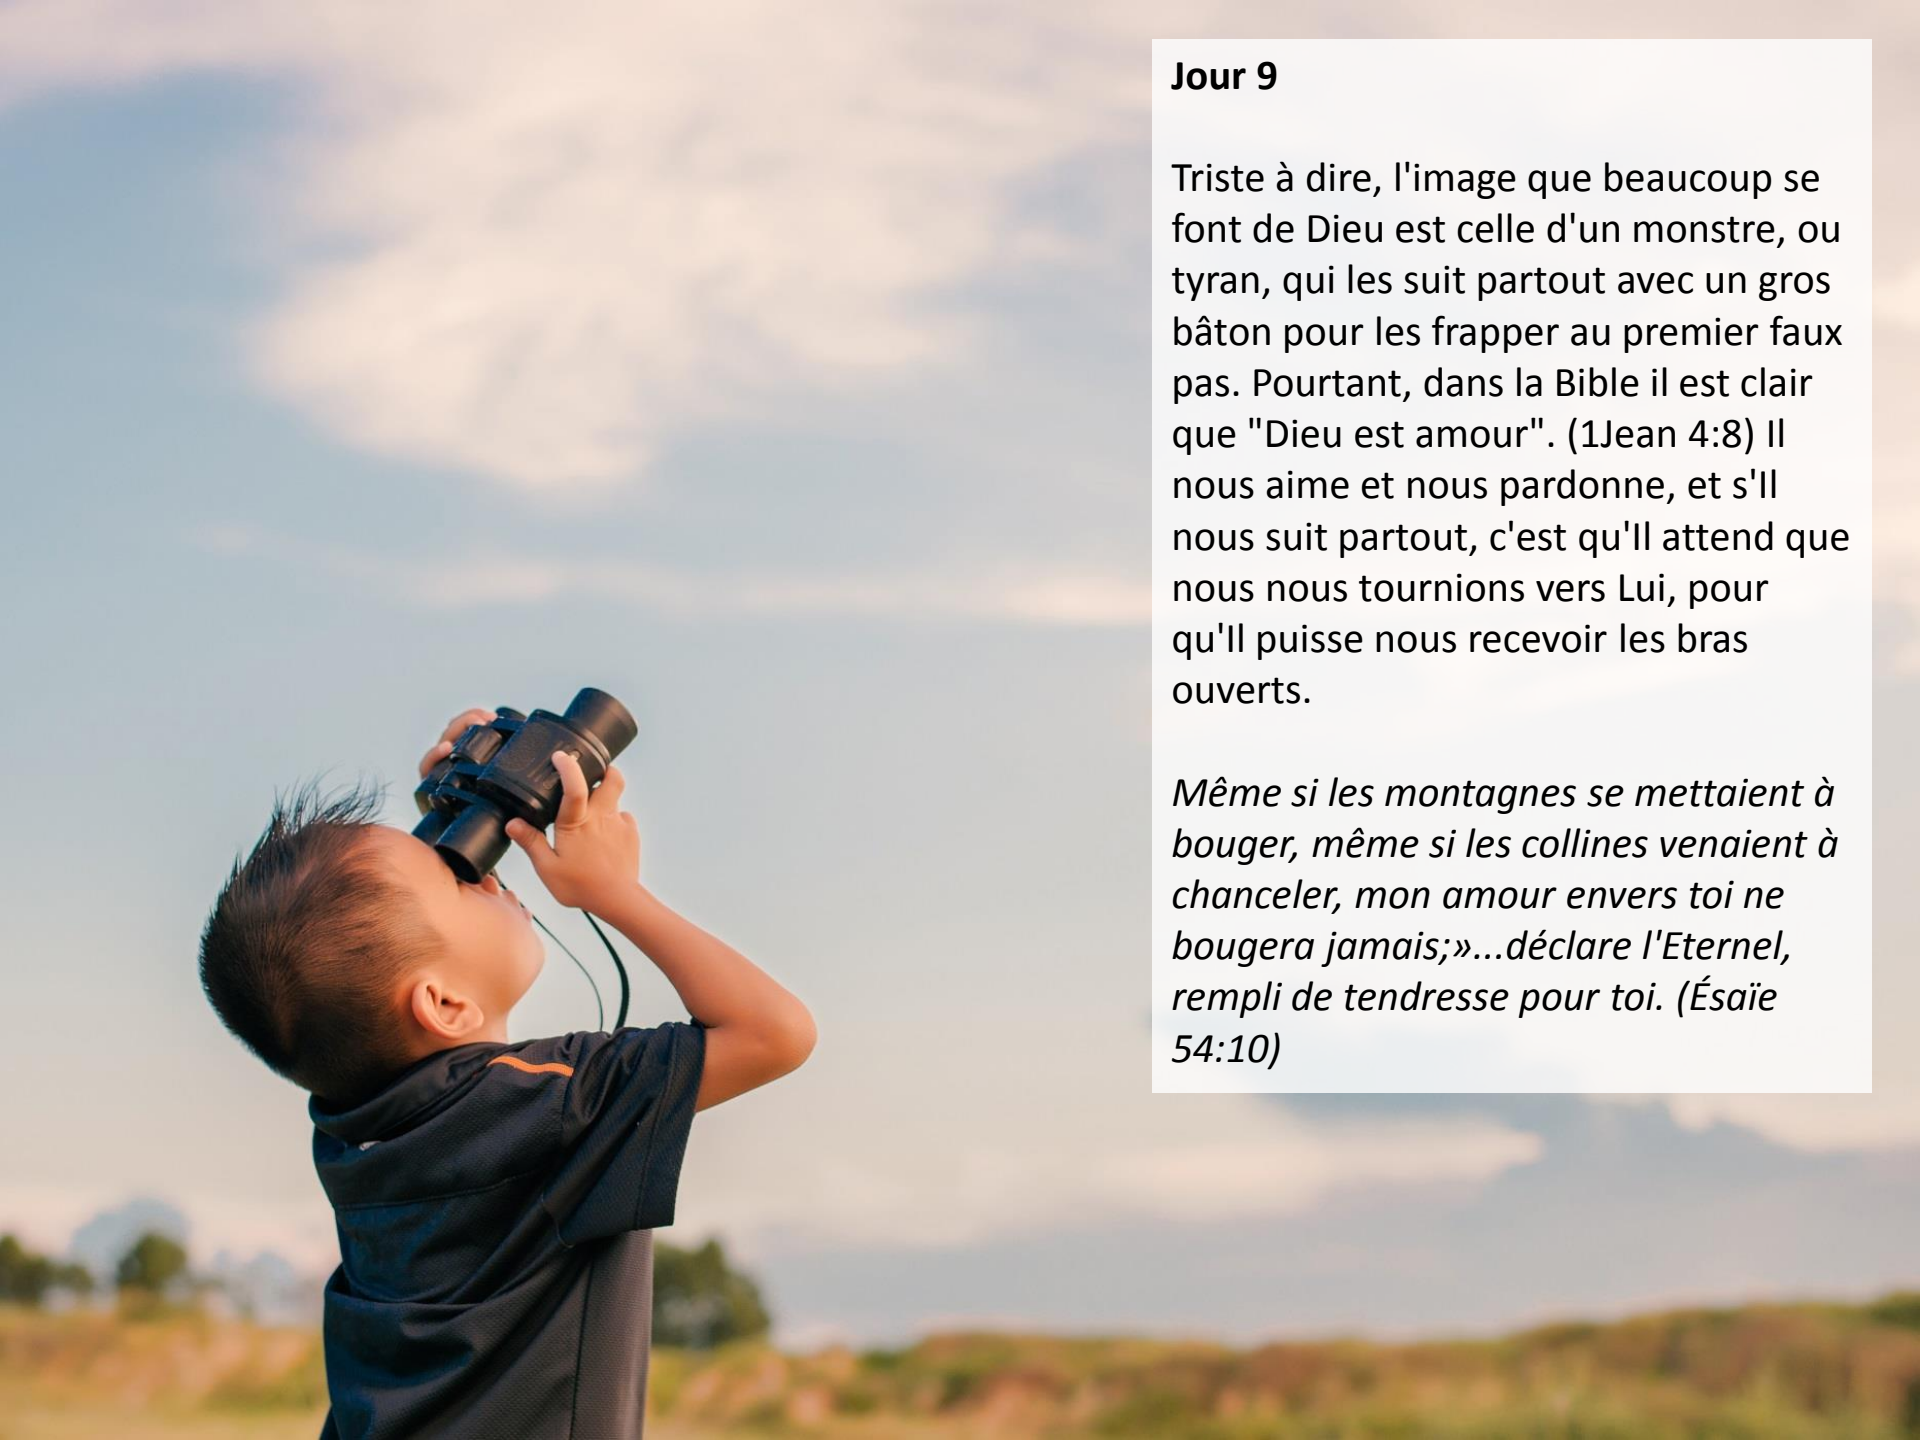 Jour 9
Triste à dire, l'image que beaucoup se
font de Dieu est celle d'un monstre, ou
tyran, qui les suit partout avec un gros
bâton pour les frapper au premier faux
pas. Pourtant, dans la Bible il est clair
que "Dieu est amour". (1Jean 4:8) Il
nous aime et nous pardonne, et s'Il
nous suit partout, c'est qu'Il attend que
nous nous tournions vers Lui, pour
qu'Il puisse nous recevoir les bras
ouverts.
Même si les montagnes se mettaient à
bouger, même si les collines venaient à
chanceler, mon amour envers toi ne
bougera jamais;»...déclare l'Eternel,
rempli de tendresse pour toi. (Ésaïe
54:10)